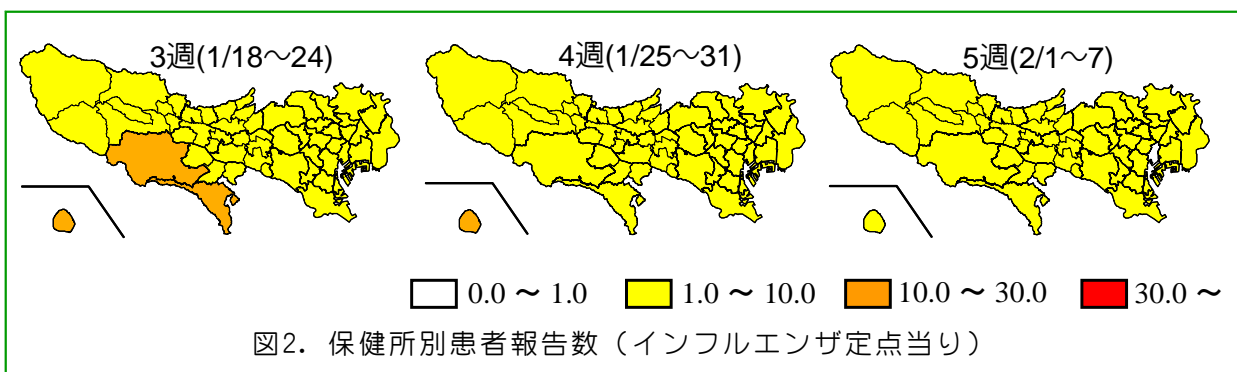 3週(1/18～24)
4週(1/25～31)
5週(2/1～7)
0.0 ～ 1.0
1.0 ～ 10.0
10.0 ～ 30.0
30.0 ～
図2. 保健所別患者報告数（インフルエンザ定点当り）